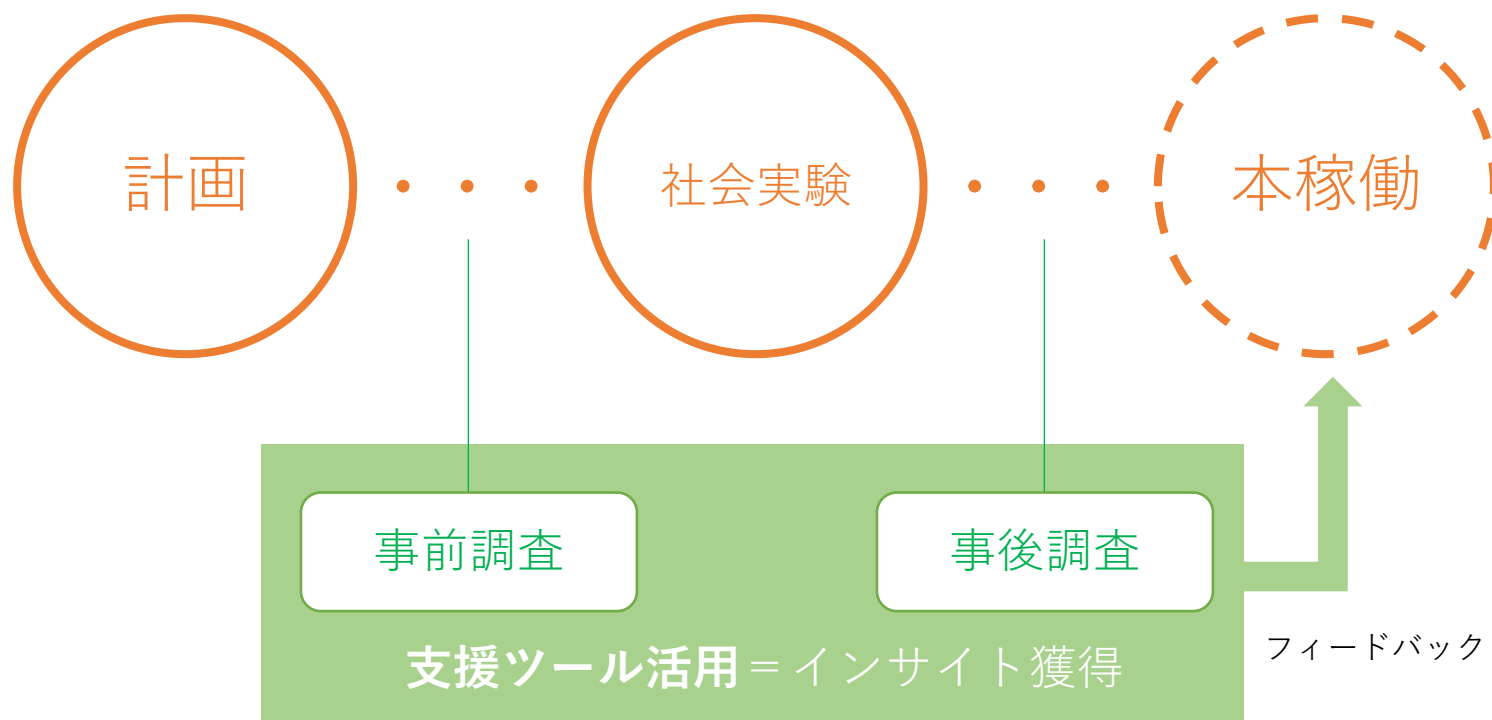 計画
社会実験
本稼働
事前調査
事後調査
支援ツール活用＝インサイト獲得
フィードバック